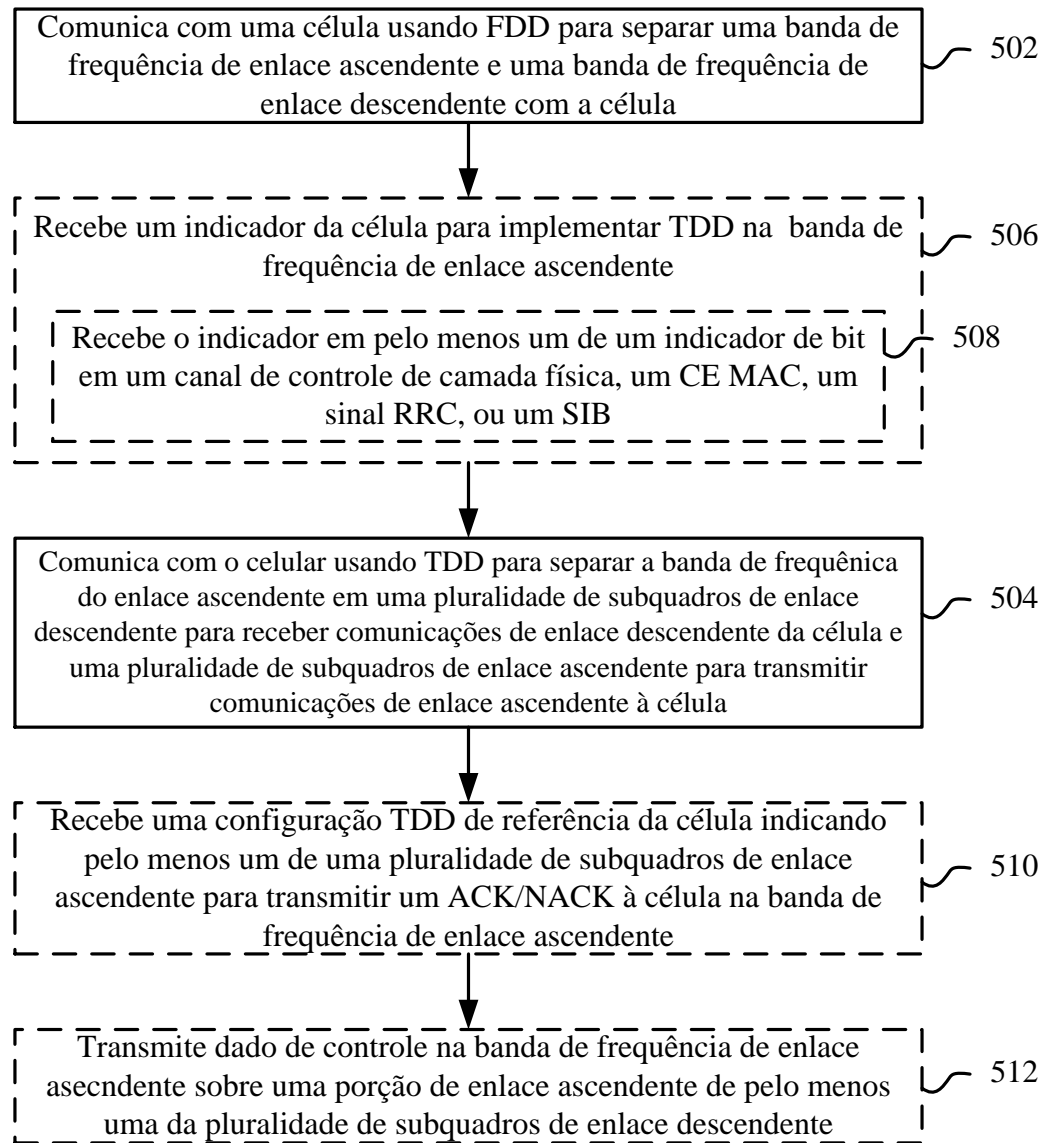 Comunica com uma célula usando FDD para separar uma banda de
frequência de enlace ascendente e uma banda de frequência de
enlace descendente com a célula
502
Recebe um indicador da célula para implementar TDD na banda de
frequência de enlace ascendente
506
Recebe o indicador em pelo menos um de um indicador de bit
em um canal de controle de camada física, um CE MAC, um
sinal RRC, ou um SIB
508
Comunica com o celular usando TDD para separar a banda de frequênica
do enlace ascendente em uma pluralidade de subquadros de enlace
descendente para receber comunicações de enlace descendente da célula e
uma pluralidade de subquadros de enlace ascendente para transmitir
comunicações de enlace ascendente à célula
504
Recebe uma configuração TDD de referência da célula indicando
pelo menos um de uma pluralidade de subquadros de enlace
ascendente para transmitir um ACK/NACK à célula na banda de
frequência de enlace ascendente
510
Transmite dado de controle na banda de frequência de enlace
asecndente sobre uma porção de enlace ascendente de pelo menos
uma da pluralidade de subquadros de enlace descendente
512